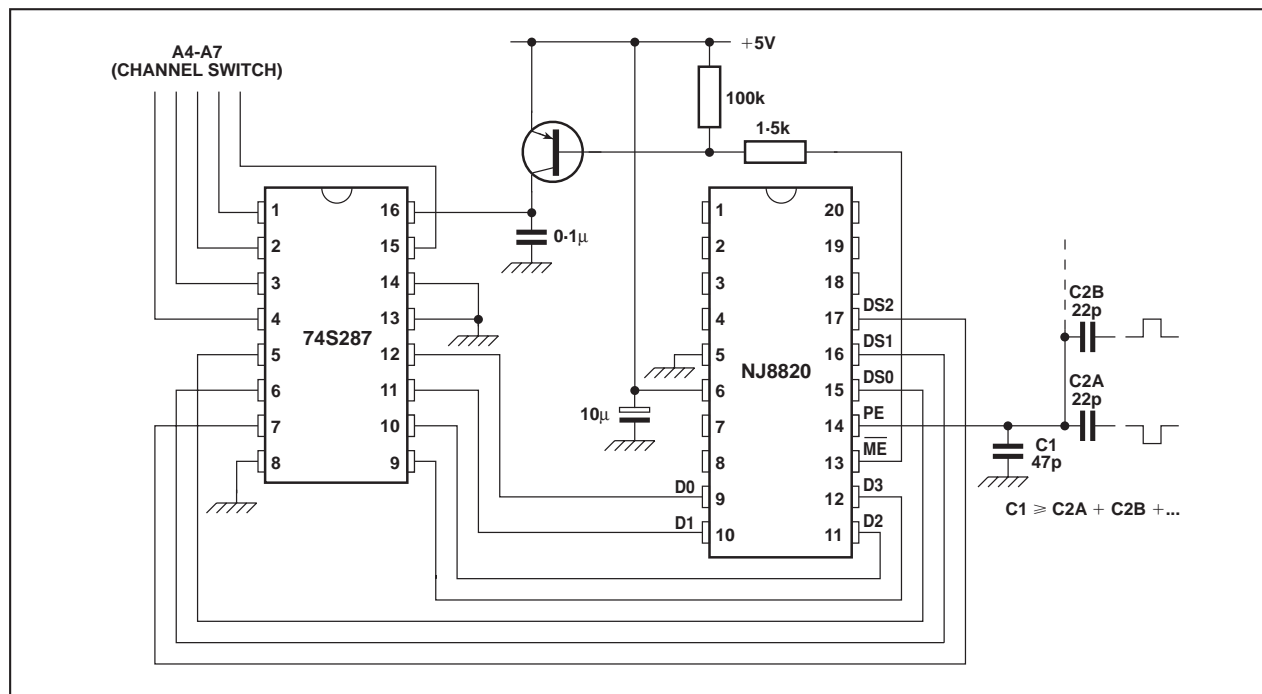 A4-A7
(CHANNEL SWITCH)
+5V
100k
1·5k
0·1µ
1
2
3
4
5
6
7
8
16
15
14
13
12
11
10
9
74S287
10µ
1
2
3
4
5
6
7
8
9
10
20
19
18
17
16
15
14
13
12
11
NJ8820
D0
D1
DS2
DS1
DS0
PE
ME
D3
D2
C2B
22p
C2A
22p
C1
47p
C1 ⩾ C2A + C2B +...